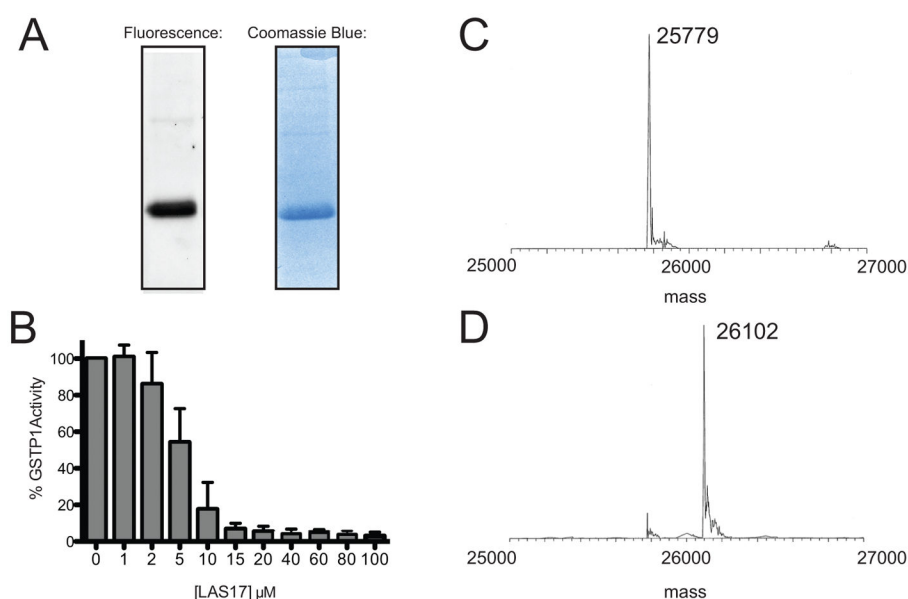 A
Fluorescence:
Coomassie Blue:
B
% GSTP1Activity
100
80
60
40
20
0
0 1 2 5 10 15 20 40 60 80 100
[LAS17] µM
C
25779
25000 26000 27000
mass
D
26102
25000 26000 27000
mass